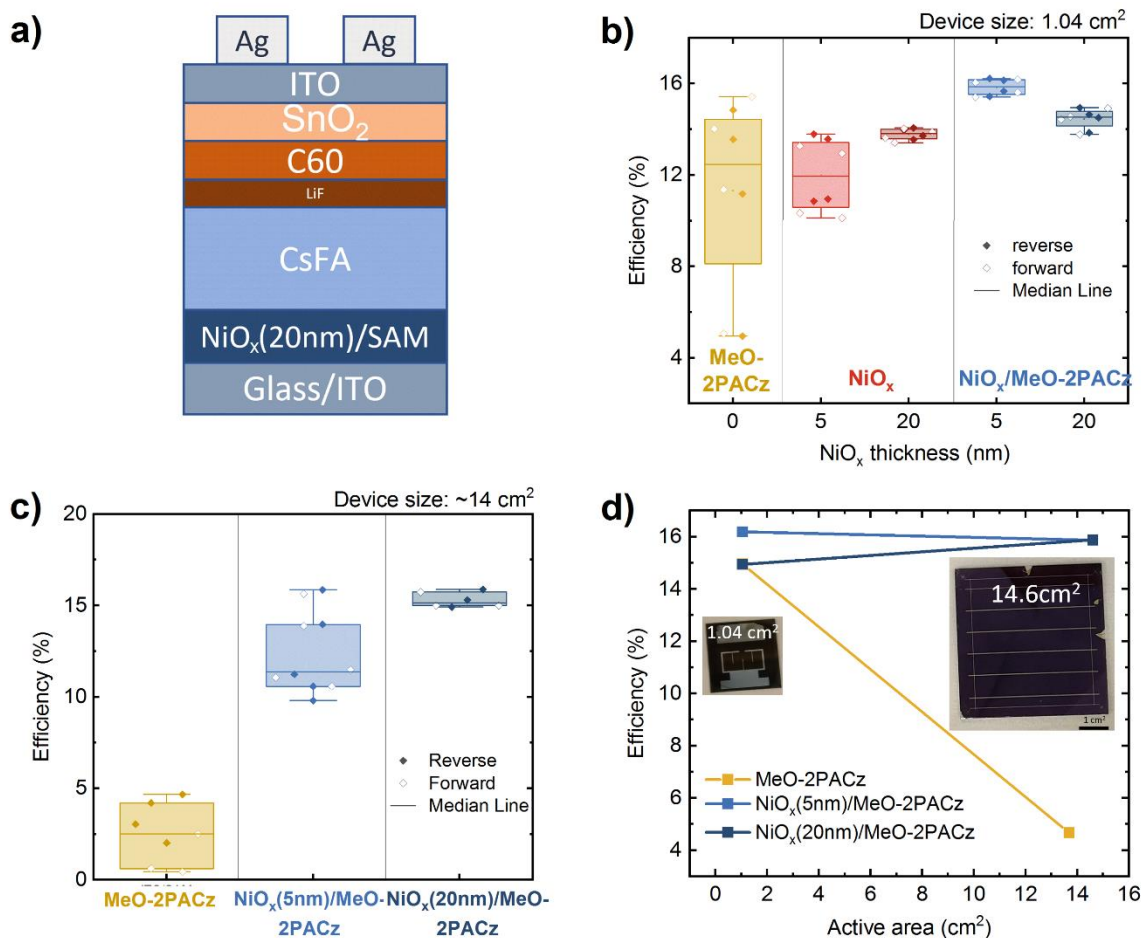 a)
Ag
Ag
ITO
SnO₂
C60
LiF
CsFA
NiOₓ(20nm)/SAM
Glass/ITO
b)
Device size: 1.04 cm²
Efficiency (%)
16
12
8
4
reverse
forward
Median Line
MeO-
2PACz
NiOₓ
NiOₓ/MeO-2PACz
0
5
20
5
20
NiOₓ thickness (nm)
c)
Device size: ~14 cm²
Efficiency (%)
20
15
10
5
0
Reverse
Forward
Median Line
MeO-2PACz
NiOₓ(5nm)/MeO-
2PACz
NiOₓ(20nm)/MeO-
2PACz
d)
Efficiency (%)
16
14
12
10
8
6
4
1.04 cm²
14.6cm²
1 cm²
MeO-2PACz
NiOₓ(5nm)/MeO-2PACz
NiOₓ(20nm)/MeO-2PACz
0
2
4
6
8
10
12
14
16
Active area (cm²)